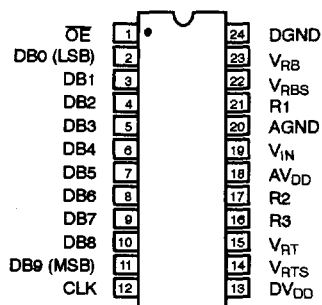 OE 1 24 DGND
DB0 (LSB) 2 23 VRB
DB1 3 22 VRBS
DB2 4 21 R1
DB3 5 20 AGND
DB4 6 19 VIN
DB5 7 18 AVDD
DB6 8 17 R2
DB7 9 16 R3
DB8 10 15 VRT
DB9 (MSB) 11 14 VRTS
CLK 12 13 DVDD